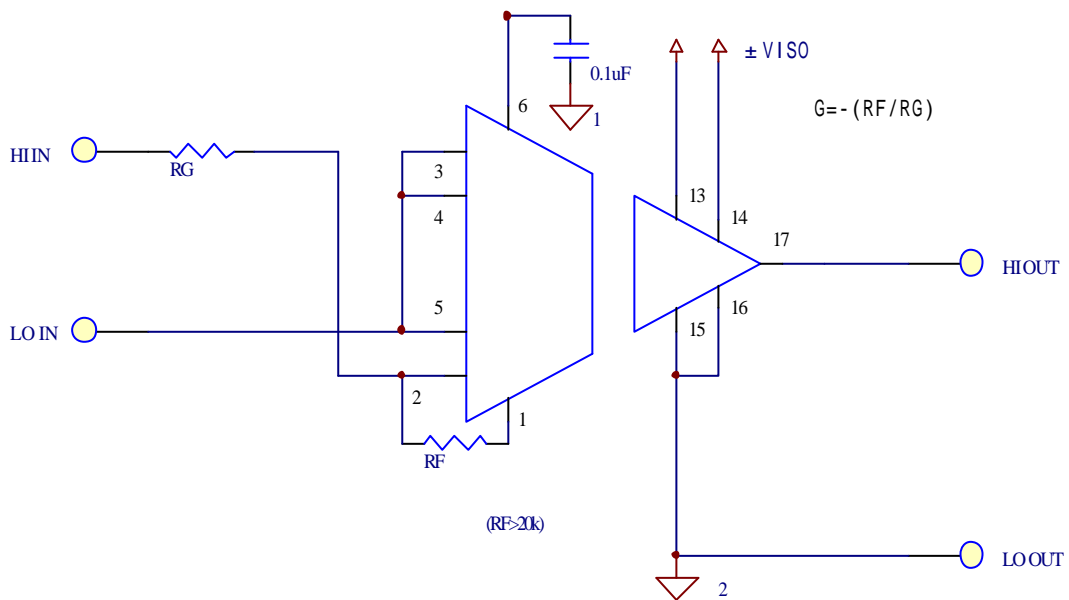 6
0.1uF
1
± VISO
G=-(RF/RG)
HI IN
RG
3
4
13
14
17
HI OUT
5
LO IN
16
15
2
1
RF
(RF>20k)
LO OUT
2